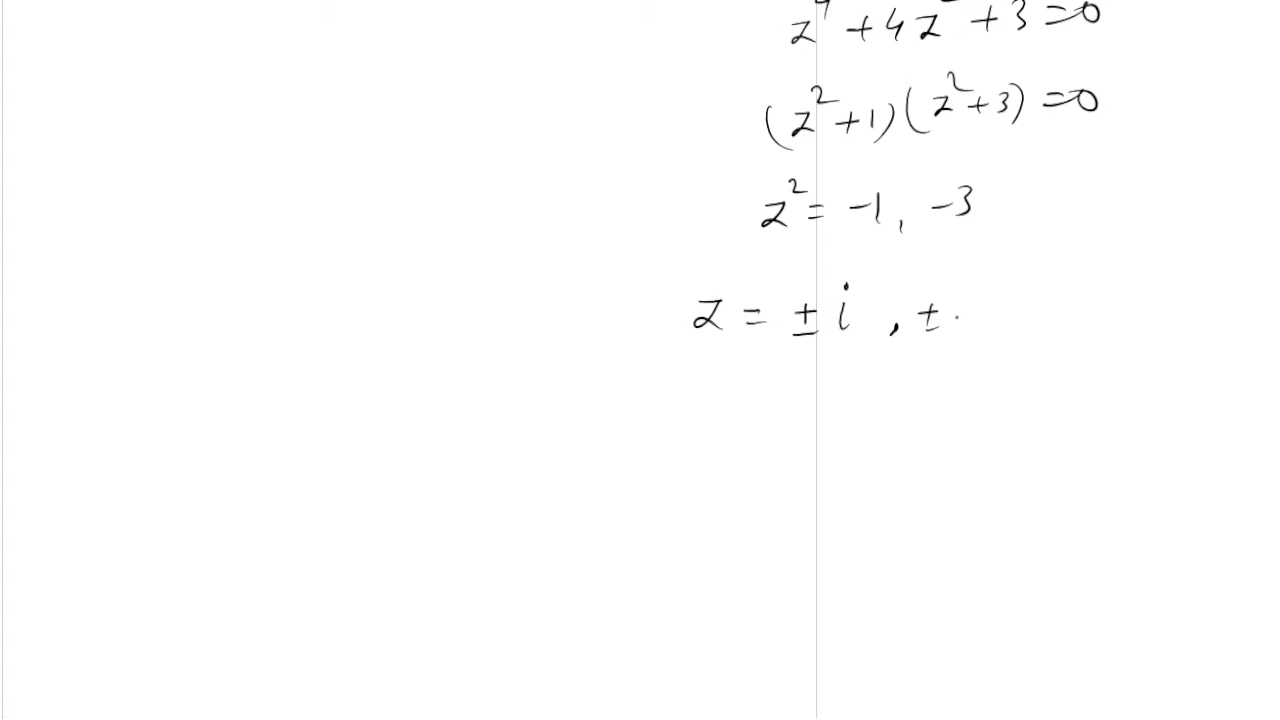 z⁴ + 4z² + 3 = 0
(z² + 1)(z² + 3) = 0
z² = -1, -3
z = ± i , ±